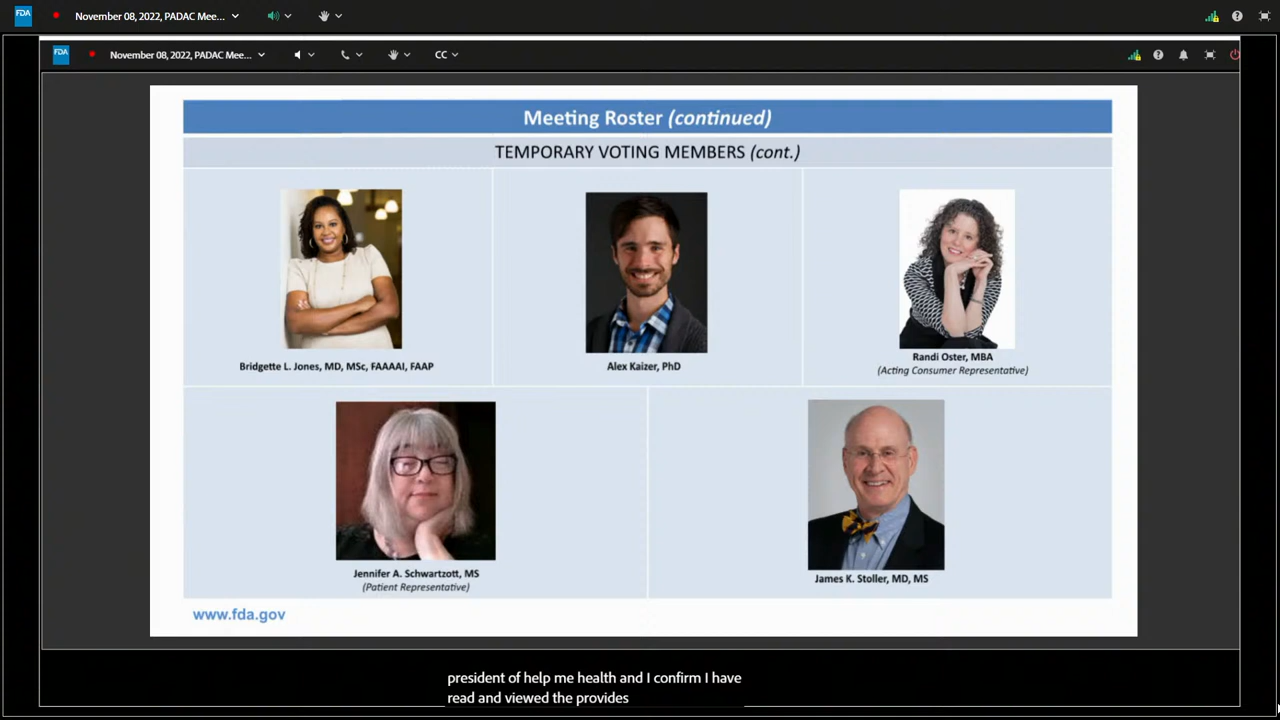 FDA
November 08, 2022, PADAC Mee...
FDA
November 08, 2022, PADAC Mee...
CC
Meeting Roster (continued)
TEMPORARY VOTING MEMBERS (cont.)
Bridgette L. Jones, MD, MSc, FAAAAI, FAAP
Alex Kaizer, PhD
Randi Oster, MBA
(Acting Consumer Representative)
Jennifer A. Schwartzott, MS
(Patient Representative)
James K. Stoller, MD, MS
www.fda.gov
president of help me health and I confirm I have
read and viewed the provides